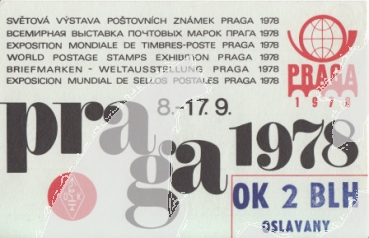 SVĚTOVÁ VÝSTAVA POŠTOVNÍCH ZNÁMEK PRAGA 1978
ВСЕМИРНАЯ ВЫСТАВКА ПОЧТОВЫХ МАРОК ПРАГА 1978
EXPOSITION MONDIALE DE TIMBRES-POSTE PRAGA 1978
WORLD POSTAGE STAMPS EXHIBITION PRAGA 1978
BRIEFMARKEN - WELTAUSSTELLUNG PRAGA 1978
EXPOSICION MUNDIAL DE SELLOS POSTALES PRAGA 1978
PRAGA
1978
8.-17. 9.
praga 1978
OK 2 BLH
OSLAVANY